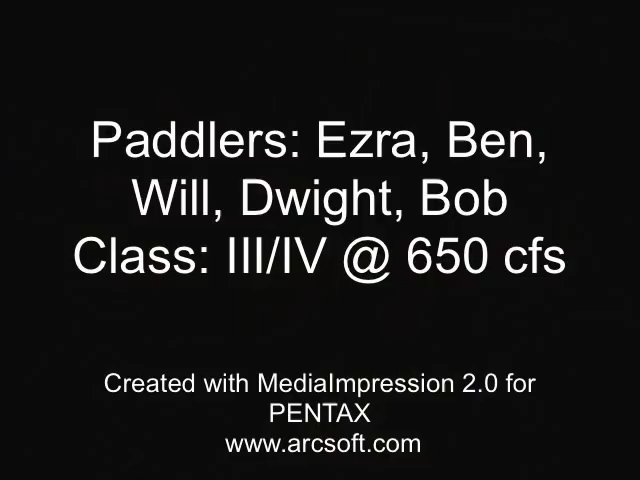 Paddlers: Ezra, Ben,
Will, Dwight, Bob
Class: III/IV @ 650 cfs
Created with MediaImpression 2.0 for
PENTAX
www.arcsoft.com